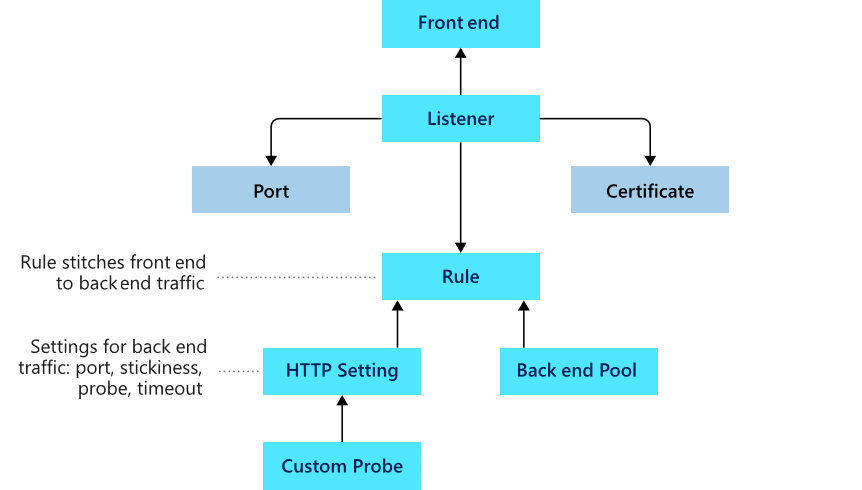 Front end
Listener
Port
Certificate
Rule stitches front end
to back end traffic
Rule
Settings for back end
traffic: port, stickiness,
probe, timeout
HTTP Setting
Back end Pool
Custom Probe